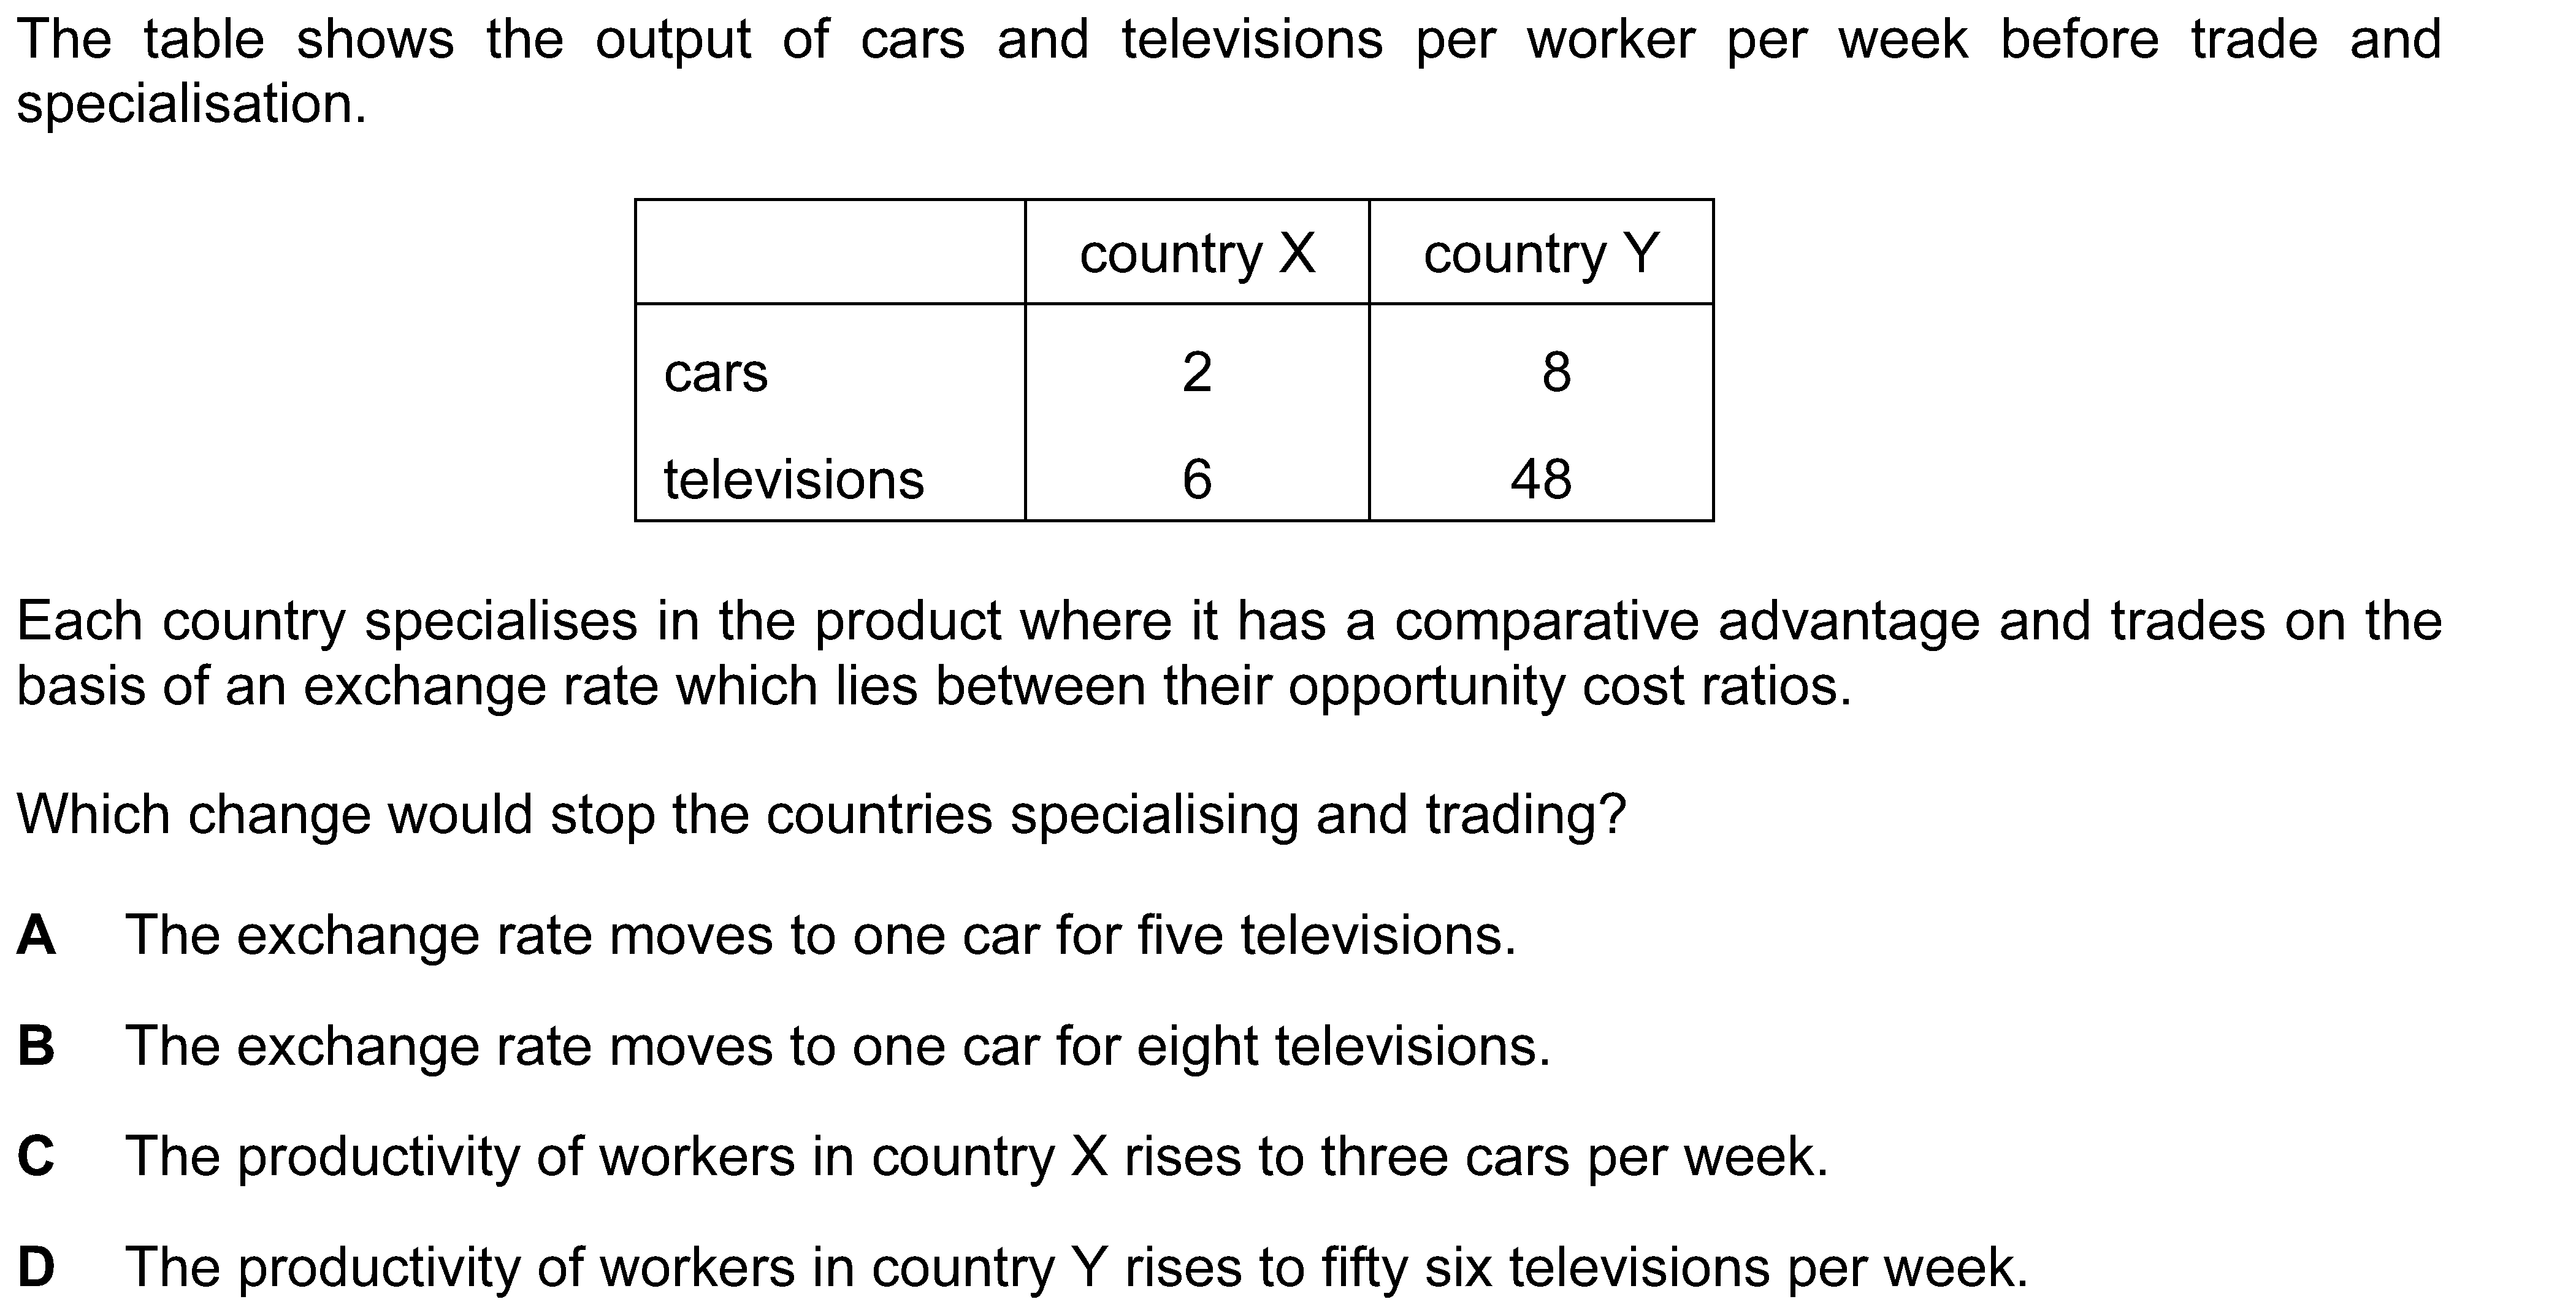 The table shows the output of cars and televisions per worker per week before trade and
specialisation.
country X country Y
cars 2 8
televisions 6 48
Each country specialises in the product where it has a comparative advantage and trades on the
basis of an exchange rate which lies between their opportunity cost ratios.
Which change would stop the countries specialising and trading?
A The exchange rate moves to one car for five televisions.
B The exchange rate moves to one car for eight televisions.
C The productivity of workers in country X rises to three cars per week.
D The productivity of workers in country Y rises to fifty six televisions per week.